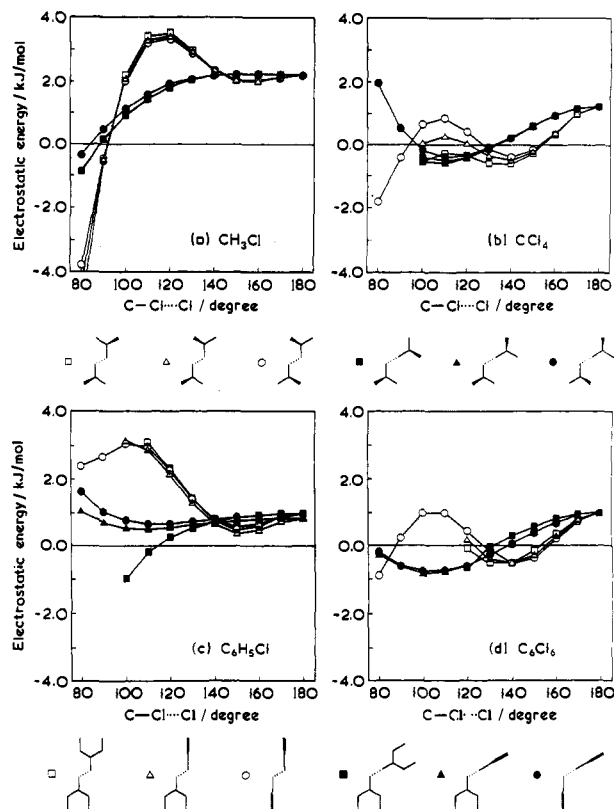 Electrostatic energy / kJ/mol
4.0
2.0
0.0
-2.0
-4.0
(a) CH₃Cl
80 100 120 140 160 180
C—Cl····Cl / degree
4.0
2.0
0.0
-2.0
-4.0
(b) CCl₄
80 100 120 140 160 180
C—Cl····Cl / degree
Electrostatic energy / kJ/mol
4.0
2.0
0.0
-2.0
-4.0
(c) C₆H₅Cl
80 100 120 140 160 180
C—Cl····Cl / degree
4.0
2.0
0.0
-2.0
-4.0
(d) C₆Cl₆
80 100 120 140 160 180
C—Cl····Cl / degree